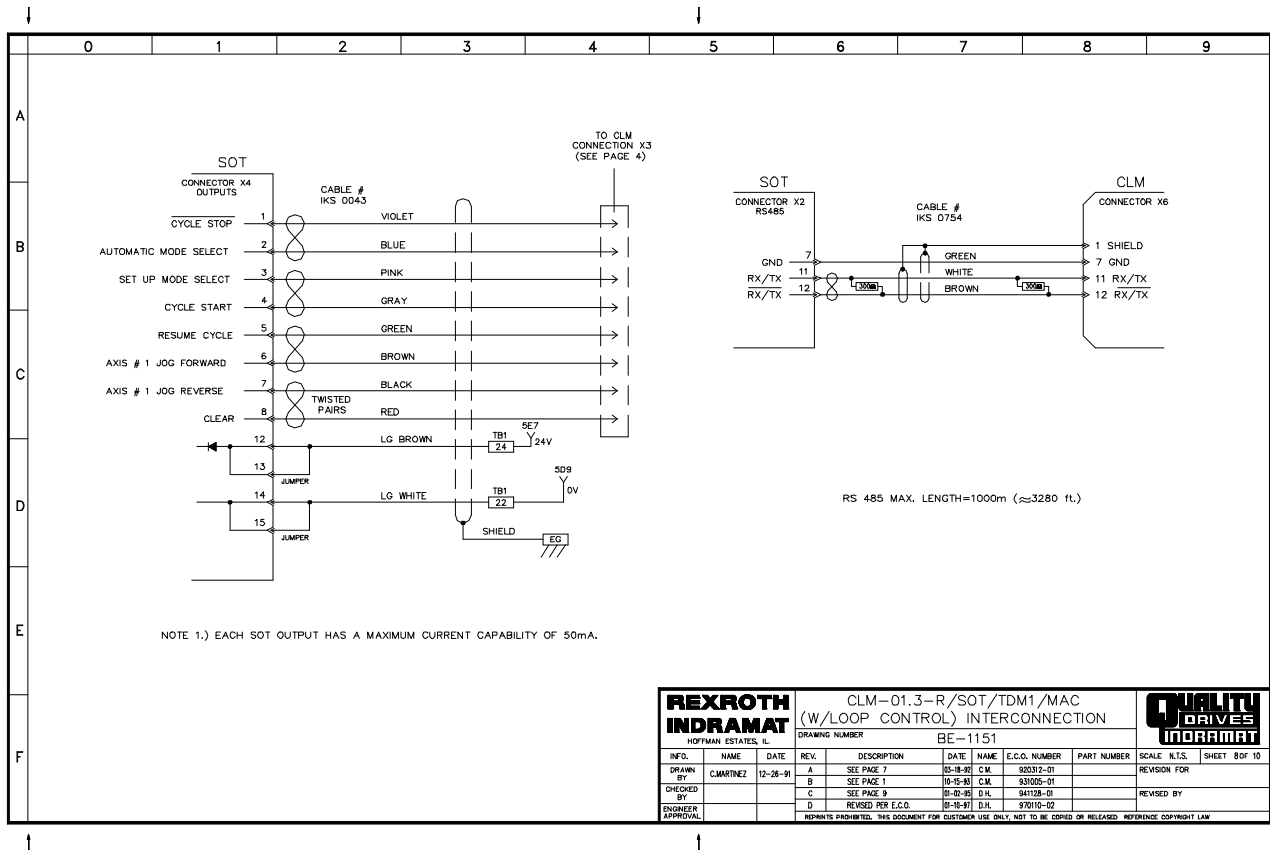 0 1 2 3 4 5 6 7 8 9
A
B
C
D
E
F
SOT
CONNECTOR X4
OUTPUTS
CABLE #
IKS 0043
TO CLM
CONNECTION X3
(SEE PAGE 4)
CYCLE STOP 1 VIOLET
AUTOMATIC MODE SELECT 2 BLUE
SET UP MODE SELECT 3 PINK
CYCLE START 4 GRAY
RESUME CYCLE 5 GREEN
AXIS # 1 JOG FORWARD 6 BROWN
AXIS # 1 JOG REVERSE 7 BLACK
TWISTED
PAIRS
CLEAR 8 RED
12 LG BROWN TB1 24 5E7 24V
13 JUMPER
14 LG WHITE TB1 22 5D9 0V
15 JUMPER
SHIELD EG
SOT
CONNECTOR X2
RS485
CABLE #
IKS 0754
CLM
CONNECTOR X6
1 SHIELD
GND 7 GREEN 7 GND
RX/TX 11 WHITE 11 RX/TX
300Ω 300Ω
RX/TX 12 BROWN 12 RX/TX
RS 485 MAX. LENGTH=1000m (≈3280 ft.)
NOTE 1.) EACH SOT OUTPUT HAS A MAXIMUM CURRENT CAPABILITY OF 50mA.
REXROTH
INDRAMAT
HOFFMAN ESTATES, IL.
CLM-01.3-R/SOT/TDM1/MAC
(W/LOOP CONTROL) INTERCONNECTION
DRAWING NUMBER BE-1151
QUALITY
DRIVES
INDRAMAT
INFO. NAME DATE REV. DESCRIPTION DATE NAME E.C.O. NUMBER PART NUMBER SCALE N.T.S. SHEET 8 OF 10
DRAWN BY C.MARTINEZ 12-26-91 A SEE PAGE 7 03-18-92 C.M. 920312-01 REVISION FOR
B SEE PAGE 1 10-15-93 C.M. 931005-01
CHECKED BY C SEE PAGE 9 01-02-95 D.H. 941128-01 REVISED BY
ENGINEER APPROVAL D REVISED PER E.C.O. 01-10-97 D.H. 970110-02
REPRINTS PROHIBITED. THIS DOCUMENT FOR CUSTOMER USE ONLY, NOT TO BE COPIED OR RELEASED REFERENCE COPYRIGHT LAW